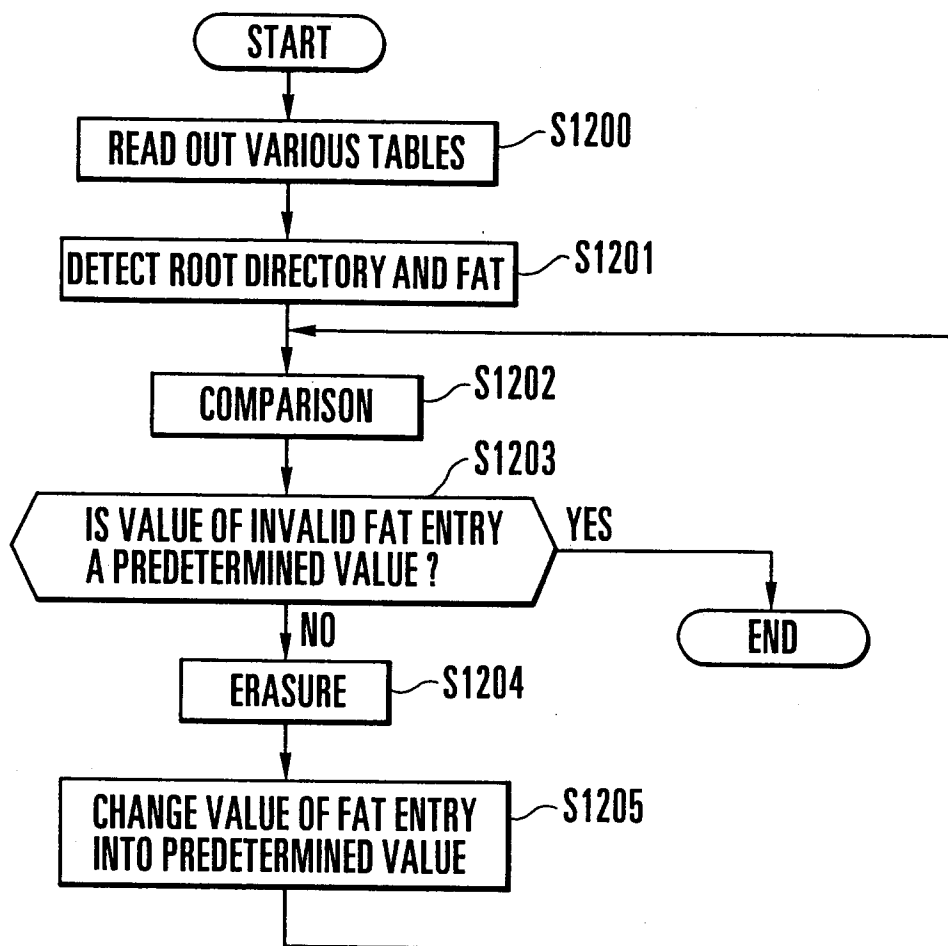 START
READ OUT VARIOUS TABLES
S1200
DETECT ROOT DIRECTORY AND FAT
S1201
COMPARISON
S1202
S1203
IS VALUE OF INVALID FAT ENTRY
A PREDETERMINED VALUE ?
YES
NO
END
ERASURE
S1204
CHANGE VALUE OF FAT ENTRY
INTO PREDETERMINED VALUE
S1205